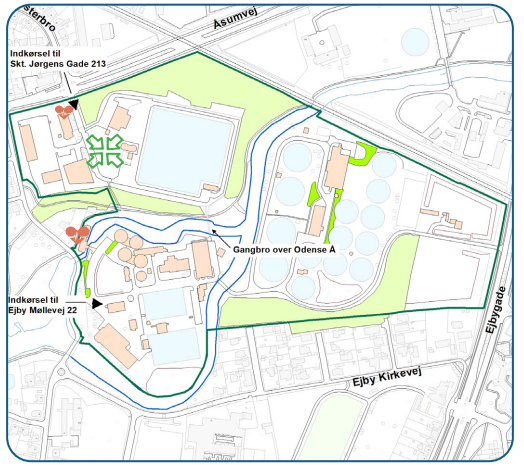 Åsumvej
sterbro
Indkørsel til
Skt. Jørgens Gade 213
Gangbro over Odense Å
Indkørsel til
Ejby Møllevej 22
Ejbygade
Ejby Kirkevej